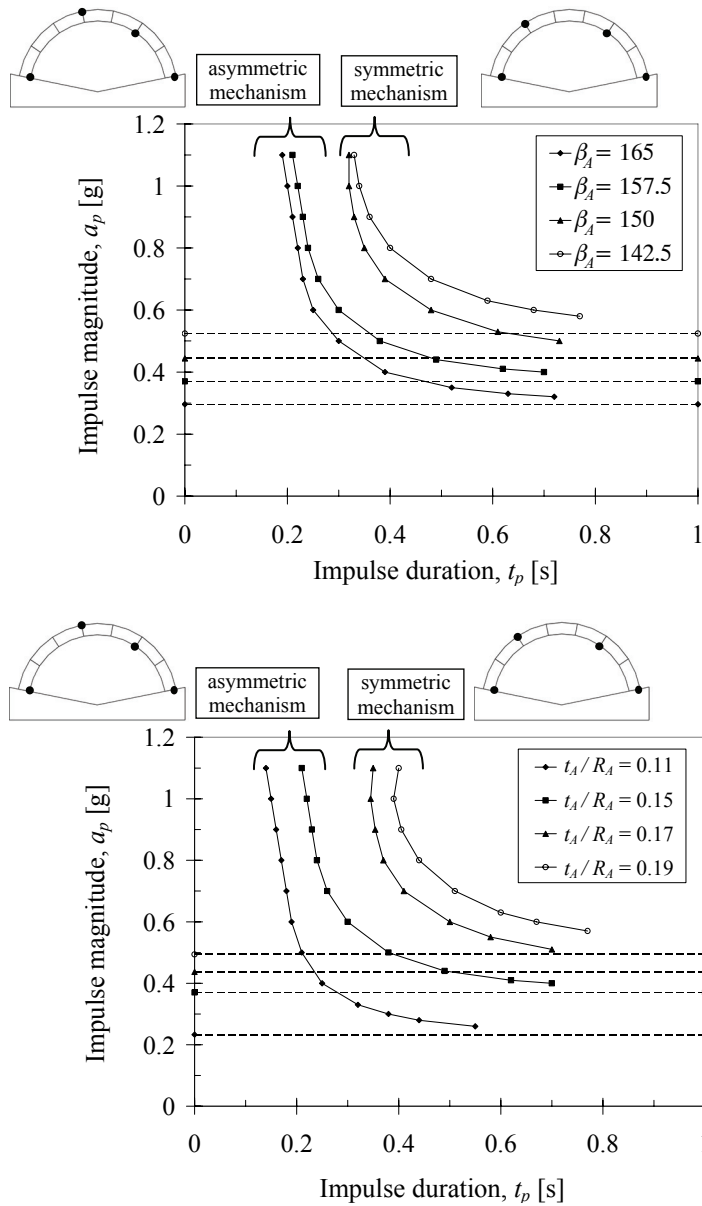 asymmetric
mechanism
symmetric
mechanism
1.2
1
0.8
0.6
0.4
0.2
0
Impulse magnitude, a_p [g]
β_A = 165
β_A = 157.5
β_A = 150
β_A = 142.5
0 0.2 0.4 0.6 0.8 1
Impulse duration, t_p [s]
asymmetric
mechanism
symmetric
mechanism
1.2
1
0.8
0.6
0.4
0.2
0
Impulse magnitude, a_p [g]
t_A / R_A = 0.11
t_A / R_A = 0.15
t_A / R_A = 0.17
t_A / R_A = 0.19
0 0.2 0.4 0.6 0.8 1
Impulse duration, t_p [s]